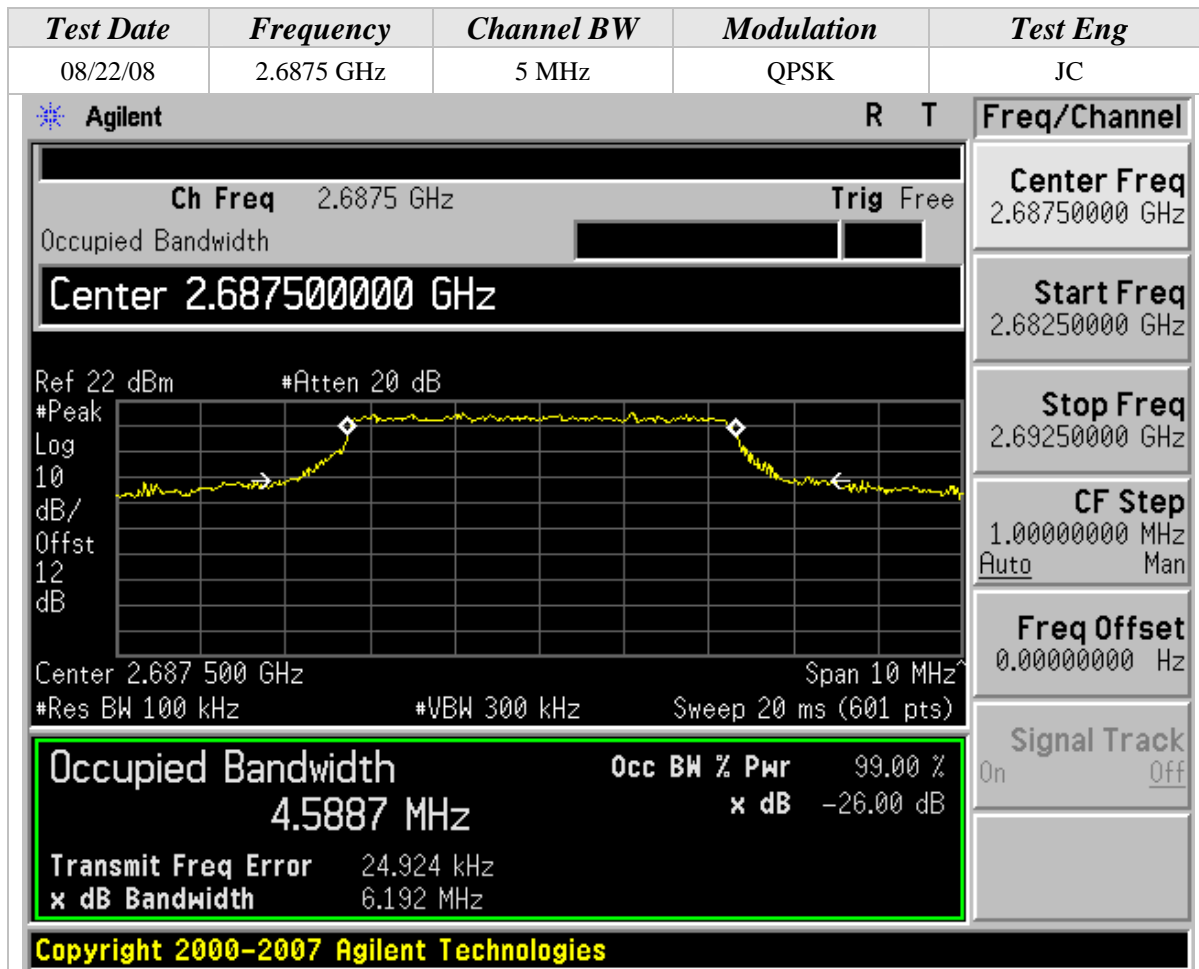 Test Date Frequency Channel BW Modulation Test Eng
08/22/08 2.6875 GHz 5 MHz QPSK JC
Agilent R T
Ch Freq 2.6875 GHz Trig Free
Occupied Bandwidth
Center 2.687500000 GHz
Ref 22 dBm #Atten 20 dB
#Peak
Log
10
dB/
Offst
12
dB
Center 2.687 500 GHz Span 10 MHz^
#Res BW 100 kHz #VBW 300 kHz Sweep 20 ms (601 pts)
Occupied Bandwidth Occ BW % Pwr 99.00 %
4.5887 MHz x dB -26.00 dB
Transmit Freq Error 24.924 kHz
x dB Bandwidth 6.192 MHz
Copyright 2000-2007 Agilent Technologies
Freq/Channel
Center Freq
2.68750000 GHz
Start Freq
2.68250000 GHz
Stop Freq
2.69250000 GHz
CF Step
1.00000000 MHz
Auto Man
Freq Offset
0.00000000 Hz
Signal Track
On Off